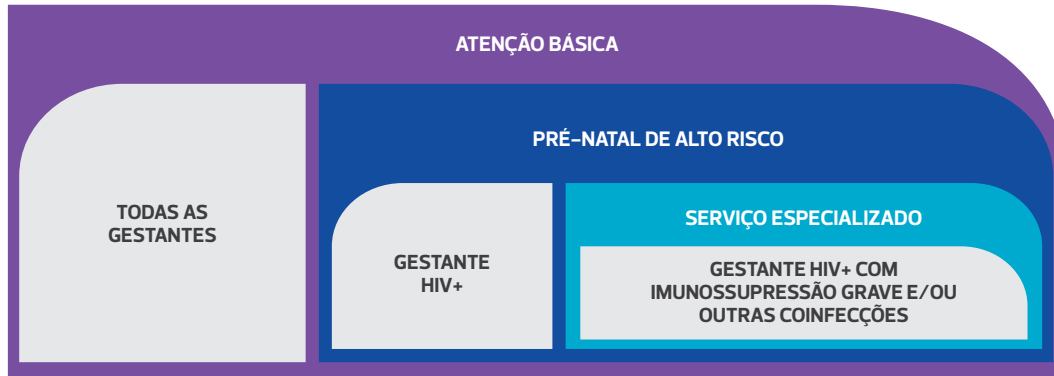 ATENÇÃO BÁSICA
PRÉ-NATAL DE ALTO RISCO
TODAS AS
GESTANTES
SERVIÇO ESPECIALIZADO
GESTANTE
HIV+
GESTANTE HIV+ COM
IMUNOSSUPRESSÃO GRAVE E/OU
OUTRAS COINFECÇÕES